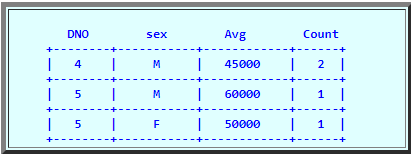 DNO sex Avg Count
+-------+----------+-----------+------+
| 4 | M | 45000 | 2 |
+-------+----------+-----------+------+
| 5 | M | 60000 | 1 |
+-------+----------+-----------+------+
| 5 | F | 50000 | 1 |
+-------+----------+-----------+------+